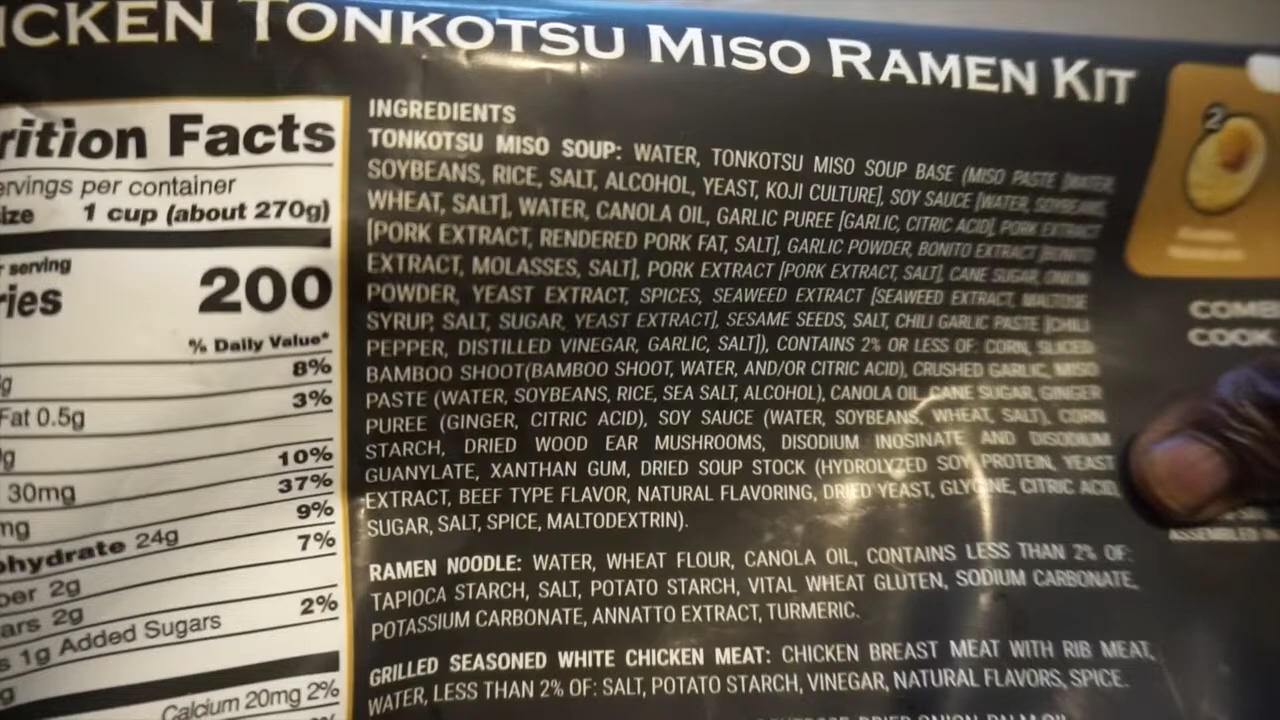 ICKEN TONKOTSU MISO RAMEN KIT
rition Facts
ervings per container
ize 1 cup (about 270g)
r serving
ries 200
% Daily Value*
g 8%
Fat 0.5g 3%
g 10%
30mg 37%
mg 9%
ohydrate 24g 7%
ber 2g
ars 2g
s 1g Added Sugars 2%
g
Calcium 20mg 2%
INGREDIENTS
TONKOTSU MISO SOUP: WATER, TONKOTSU MISO SOUP BASE (MISO PASTE [WATER,
SOYBEANS, RICE, SALT, ALCOHOL, YEAST, KOJI CULTURE], SOY SAUCE [WATER, SOYBEANS,
WHEAT, SALT], WATER, CANOLA OIL, GARLIC PUREE [GARLIC, CITRIC ACID], PORK EXTRACT
[PORK EXTRACT, RENDERED PORK FAT, SALT], GARLIC POWDER, BONITO EXTRACT [BONITO
EXTRACT, MOLASSES, SALT], PORK EXTRACT [PORK EXTRACT, SALT], CANE SUGAR, ONION
POWDER, YEAST EXTRACT, SPICES, SEAWEED EXTRACT [SEAWEED EXTRACT, MALTOSE
SYRUP, SALT, SUGAR, YEAST EXTRACT], SESAME SEEDS, SALT, CHILI GARLIC PASTE [CHILI
PEPPER, DISTILLED VINEGAR, GARLIC, SALT]), CONTAINS 2% OR LESS OF: CORN, SLICED
BAMBOO SHOOT(BAMBOO SHOOT, WATER, AND/OR CITRIC ACID), CRUSHED GARLIC, MISO
PASTE (WATER, SOYBEANS, RICE, SEA SALT, ALCOHOL), CANOLA OIL, CANE SUGAR, GINGER
PUREE (GINGER, CITRIC ACID), SOY SAUCE (WATER, SOYBEANS, WHEAT, SALT), CORN
STARCH, DRIED WOOD EAR MUSHROOMS, DISODIUM INOSINATE AND DISODIUM
GUANYLATE, XANTHAN GUM, DRIED SOUP STOCK (HYDROLYZED SOY PROTEIN, YEAST
EXTRACT, BEEF TYPE FLAVOR, NATURAL FLAVORING, DRIED YEAST, GLYCINE, CITRIC ACID,
SUGAR, SALT, SPICE, MALTODEXTRIN).
RAMEN NOODLE: WATER, WHEAT FLOUR, CANOLA OIL, CONTAINS LESS THAN 2% OF:
TAPIOCA STARCH, SALT, POTATO STARCH, VITAL WHEAT GLUTEN, SODIUM CARBONATE,
POTASSIUM CARBONATE, ANNATTO EXTRACT, TURMERIC.
GRILLED SEASONED WHITE CHICKEN MEAT: CHICKEN BREAST MEAT WITH RIB MEAT,
WATER, LESS THAN 2% OF: SALT, POTATO STARCH, VINEGAR, NATURAL FLAVORS, SPICE.
DRIED ONION, PALM OIL
2
COMB
COOK
ASSEMBLED IN